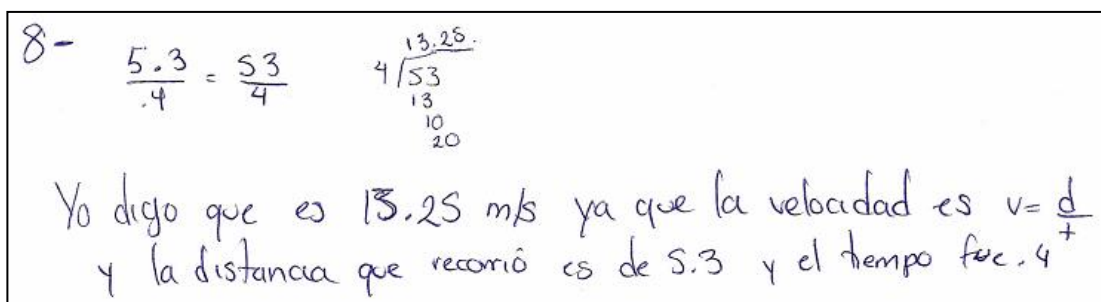 8- 5.3/.4 = 53/4 13.25.
4/53
13
10
20
Yo digo que es 13.25 m/s ya que la velocidad es v= d/t
y la distancia que recorrió es de 5.3 y el tiempo fue .4